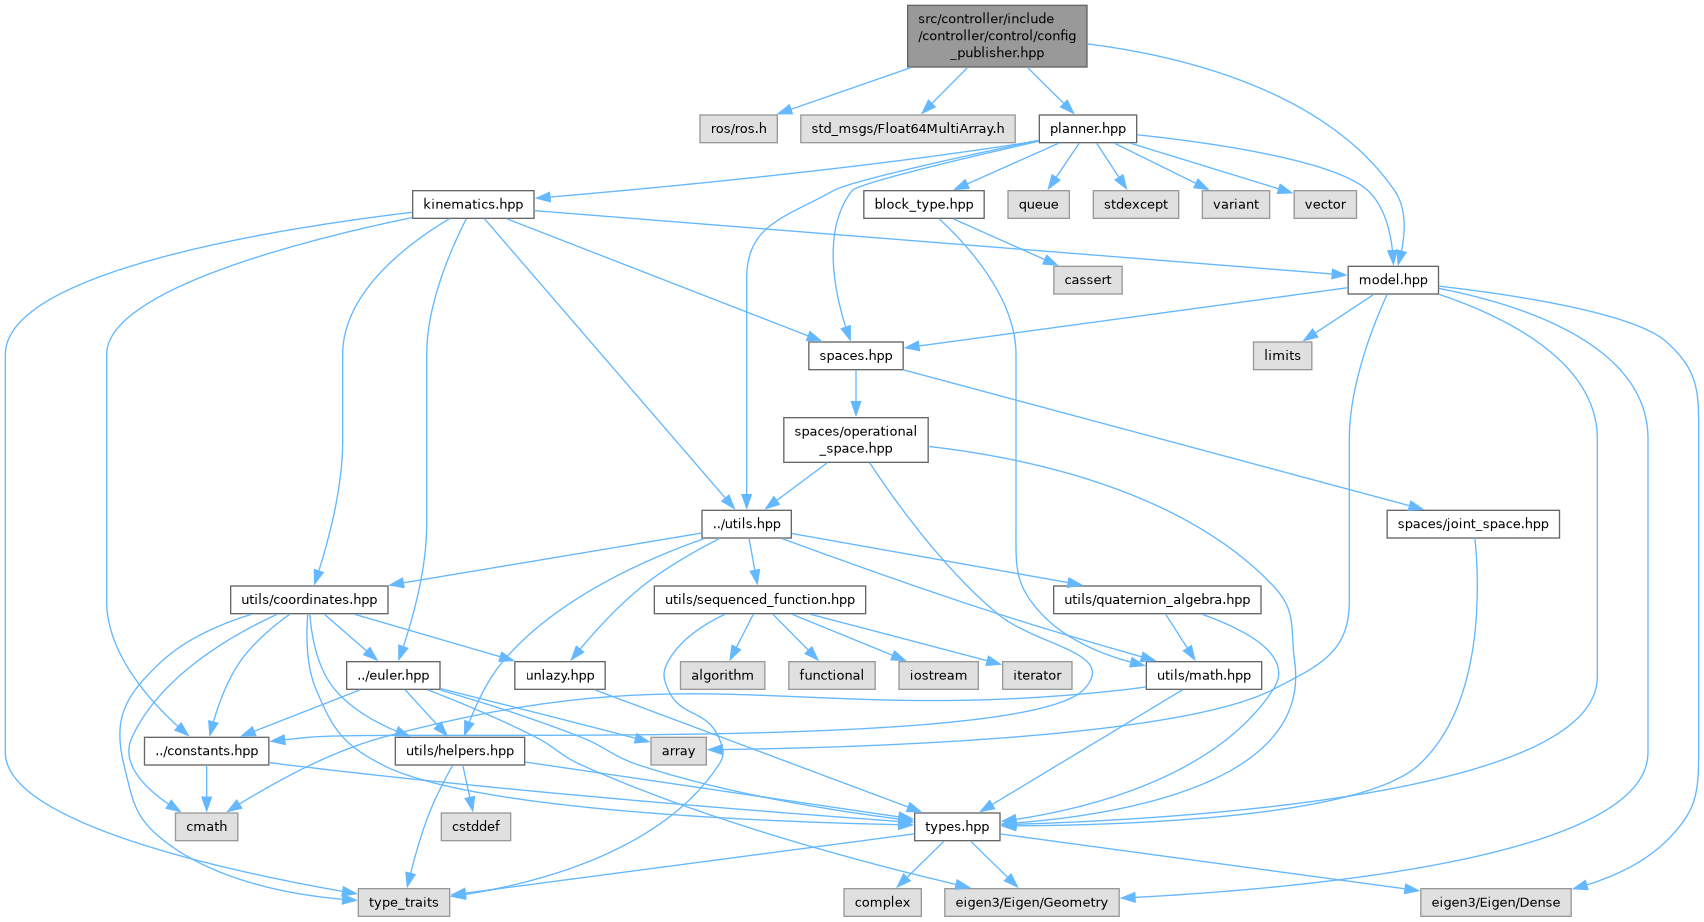 src/controller/include
/controller/control/config
_publisher.hpp
ros/ros.h
std_msgs/Float64MultiArray.h
planner.hpp
kinematics.hpp
block_type.hpp
queue
stdexcept
variant
vector
cassert
model.hpp
spaces.hpp
limits
spaces/operational
_space.hpp
../utils.hpp
spaces/joint_space.hpp
utils/coordinates.hpp
utils/sequenced_function.hpp
utils/quaternion_algebra.hpp
../euler.hpp
unlazy.hpp
algorithm
functional
iostream
iterator
utils/math.hpp
../constants.hpp
utils/helpers.hpp
array
cmath
cstddef
types.hpp
type_traits
complex
eigen3/Eigen/Geometry
eigen3/Eigen/Dense